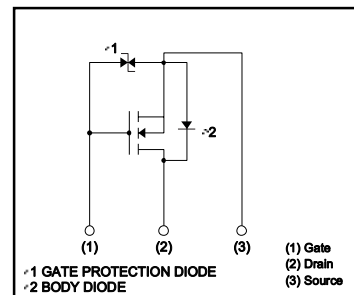 ∗1
∗2
(1) (2) (3)
∗1 GATE PROTECTION DIODE
∗2 BODY DIODE
(1) Gate
(2) Drain
(3) Source